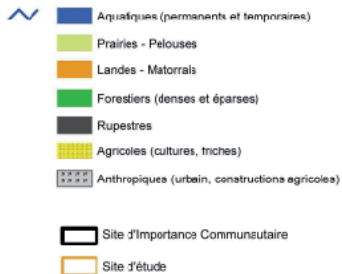 Aquatiques (permanents et temporaires)
Prairies - Pelouses
Landes - Matorrals
Forestiers (denses et éparses)
Rupestres
Agricoles (cultures, friches)
Anthropiques (urbain, constructions agricoles)
Site d'Importance Communautaire
Site d'étude